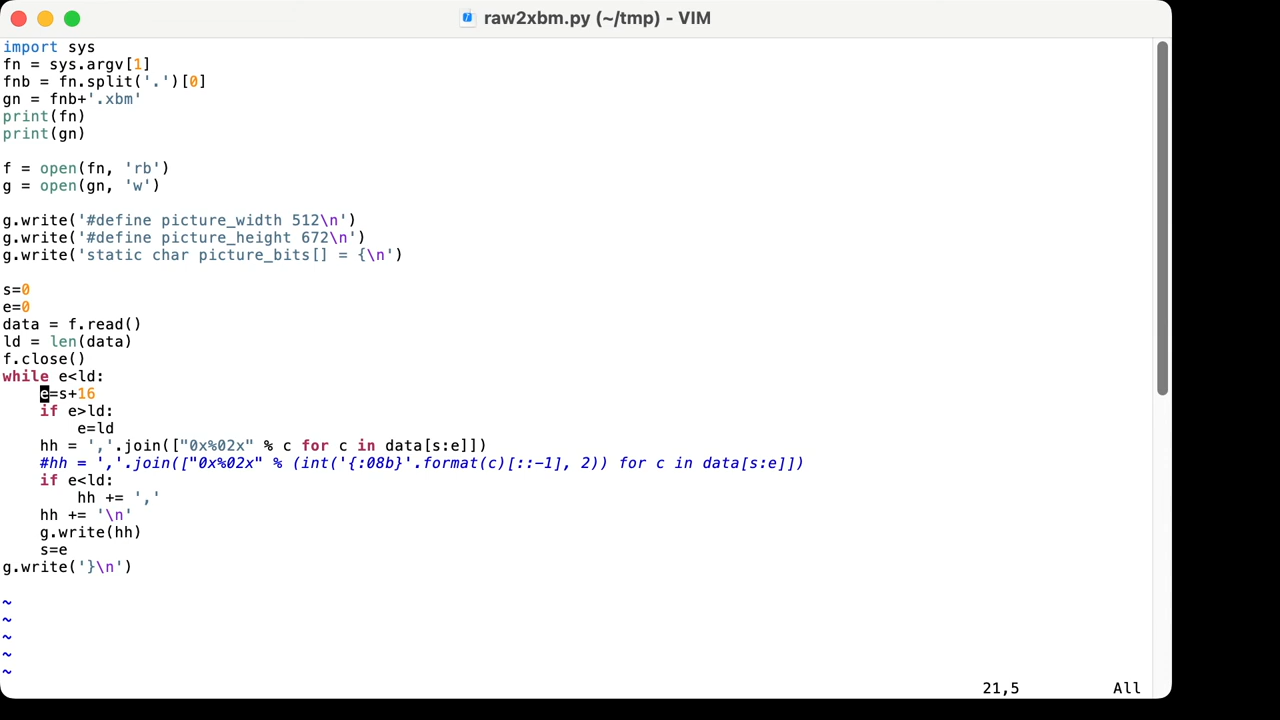 raw2xbm.py (~/tmp) - VIM
import sys
fn = sys.argv[1]
fnb = fn.split('.')[0]
gn = fnb+'.xbm'
print(fn)
print(gn)

f = open(fn, 'rb')
g = open(gn, 'w')

g.write('#define picture_width 512\n')
g.write('#define picture_height 672\n')
g.write('static char picture_bits[] = {\n')

s=0
e=0
data = f.read()
ld = len(data)
f.close()
while e<ld:
    e=s+16
    if e>ld:
        e=ld
    hh = ','.join(["0x%02x" % c for c in data[s:e]])
    #hh = ','.join(["0x%02x" % (int('{:08b}'.format(c)[::-1], 2)) for c in data[s:e]])
    if e<ld:
        hh += ','
    hh += '\n'
    g.write(hh)
    s=e
g.write('}\n')

~
~
~
~
~
21,5 All